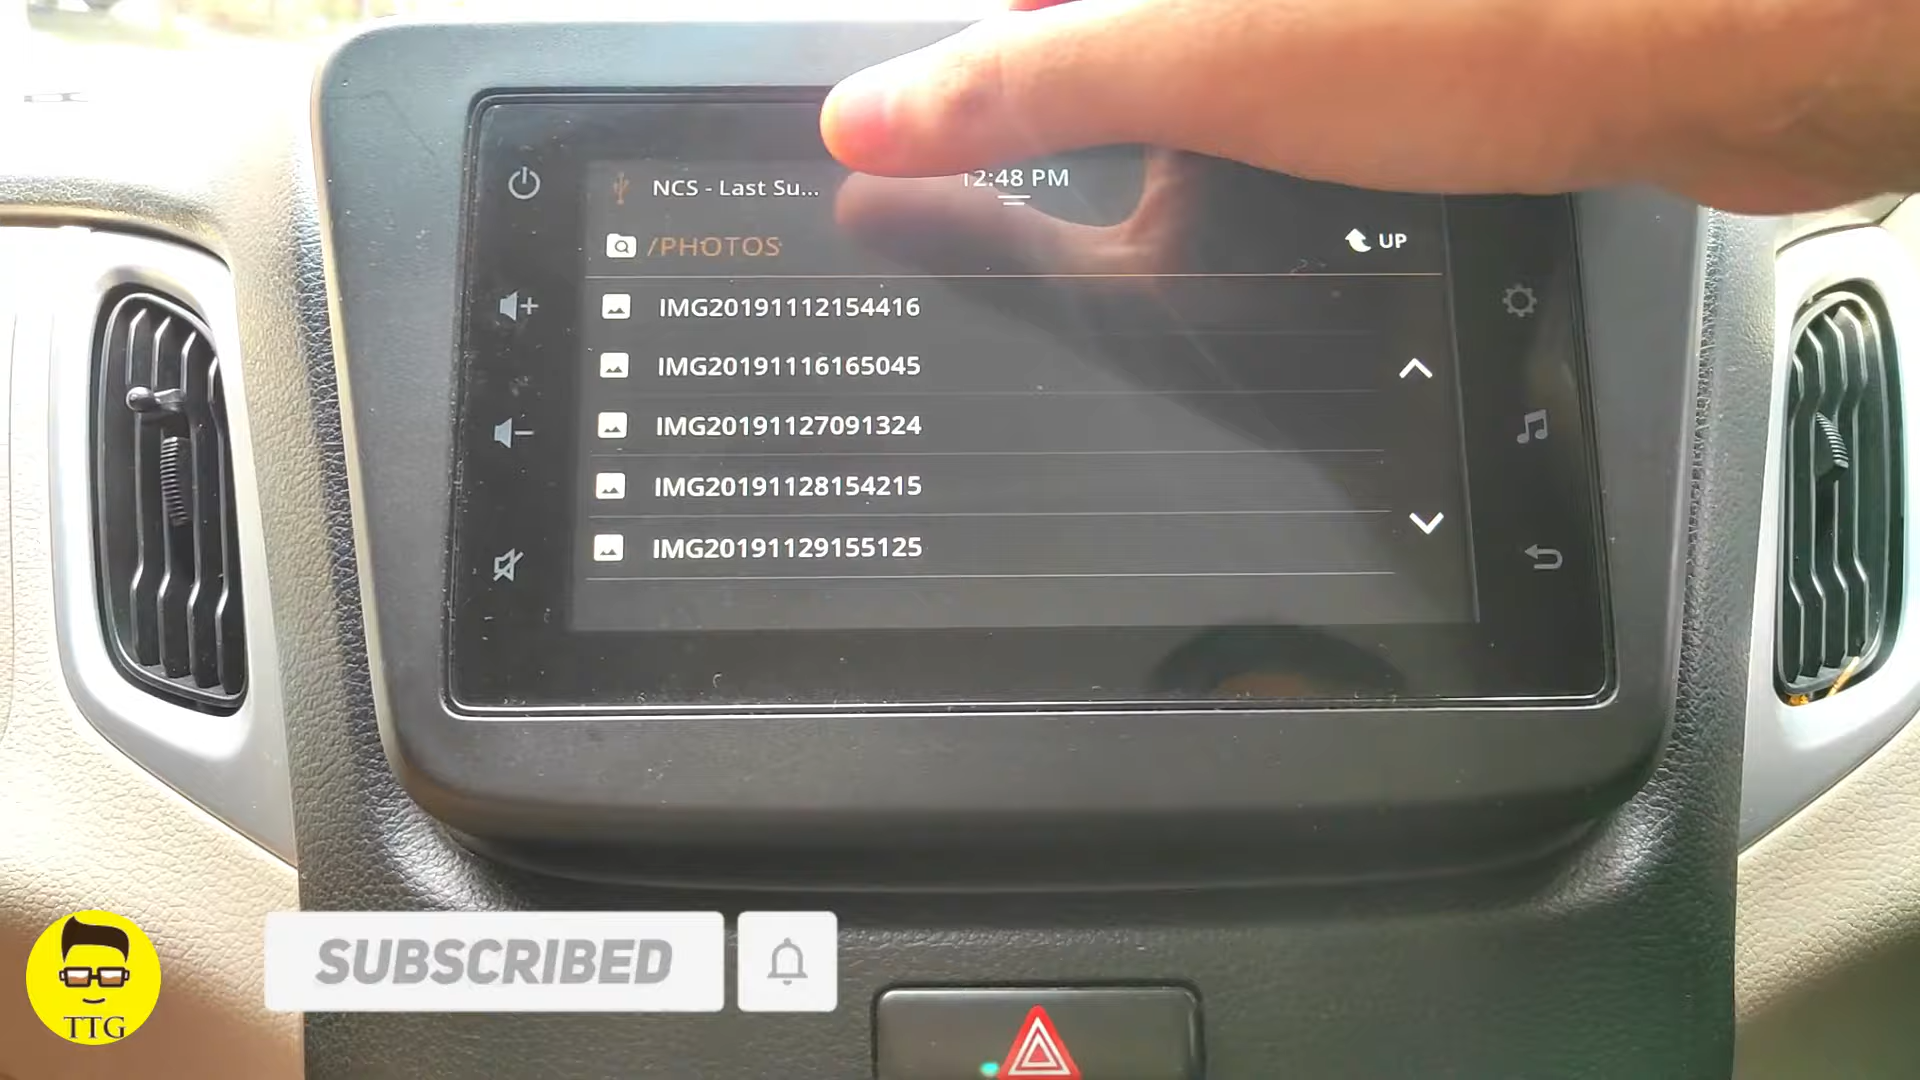 NCS - Last Su...
12:48 PM
/PHOTOS
UP
IMG20191112154416
IMG20191116165045
IMG20191127091324
IMG20191128154215
IMG20191129155125
SUBSCRIBED
TTG